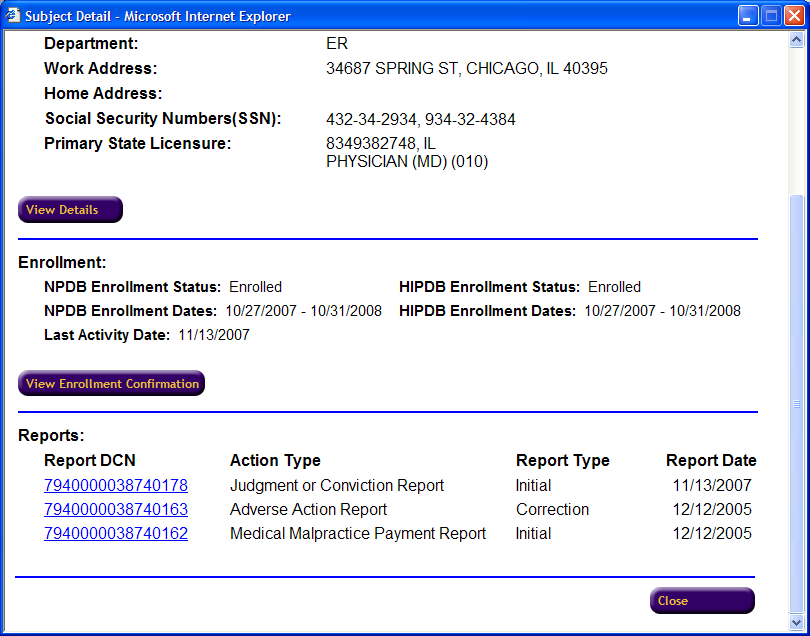 Subject Detail - Microsoft Internet Explorer
Department: ER
Work Address: 34687 SPRING ST, CHICAGO, IL 40395
Home Address:
Social Security Numbers(SSN): 432-34-2934, 934-32-4384
Primary State Licensure: 8349382748, IL
PHYSICIAN (MD) (010)
View Details
Enrollment:
NPDB Enrollment Status: Enrolled HIPDB Enrollment Status: Enrolled
NPDB Enrollment Dates: 10/27/2007 - 10/31/2008 HIPDB Enrollment Dates: 10/27/2007 - 10/31/2008
Last Activity Date: 11/13/2007
View Enrollment Confirmation
Reports:
Report DCN Action Type Report Type Report Date
7940000038740178 Judgment or Conviction Report Initial 11/13/2007
7940000038740163 Adverse Action Report Correction 12/12/2005
7940000038740162 Medical Malpractice Payment Report Initial 12/12/2005
Close